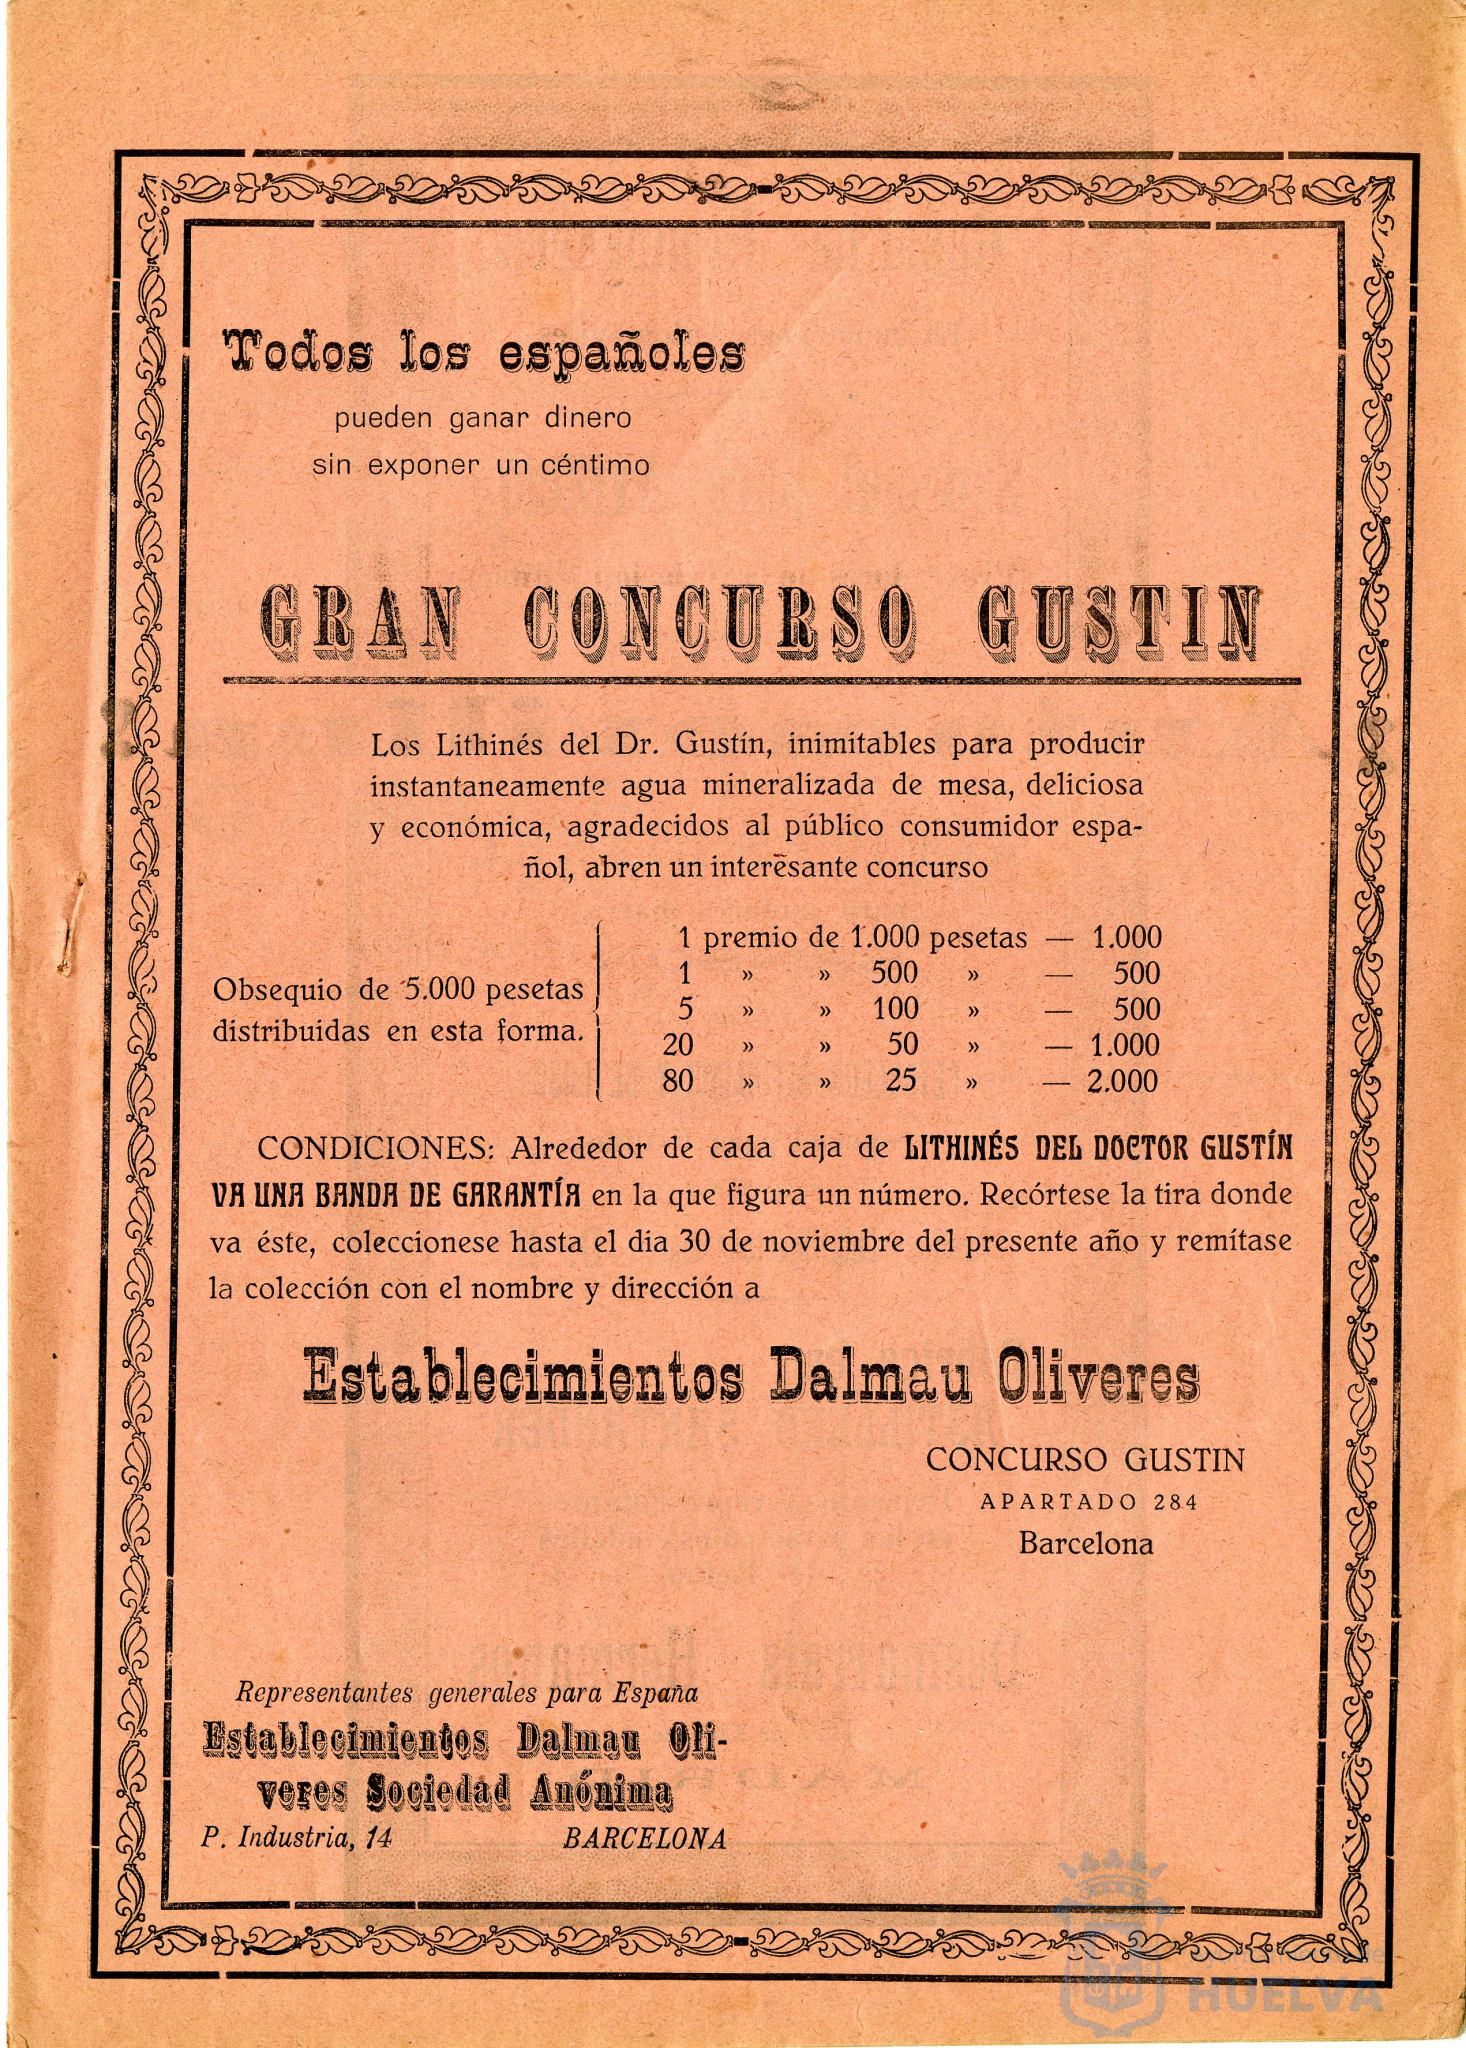 Todos los españoles
pueden ganar dinero
sin exponer un céntimo
GRAN CONCURSO GUSTIN
Los Lithinés del Dr. Gustín, inimitables para producir
instantaneamente agua mineralizada de mesa, deliciosa
y económica, agradecidos al público consumidor espa-
ñol, abren un interesante concurso
Obsequio de 5.000 pesetas
distribuidas en esta forma.
1 premio de 1.000 pesetas — 1.000
1 » » 500 » — 500
5 » » 100 » — 500
20 » » 50 » — 1.000
80 » » 25 » — 2.000
CONDICIONES: Alrededor de cada caja de LITHINÉS DEL DOCTOR GUSTÍN
VA UNA BANDA DE GARANTÍA en la que figura un número. Recórtese la tira donde
va éste, coleccionese hasta el dia 30 de noviembre del presente año y remítase
la colección con el nombre y dirección a
Establecimientos Dalmau Oliveres
CONCURSO GUSTIN
APARTADO 284
Barcelona
Representantes generales para España
Establecimientos Dalmau Oli-
veres Sociedad Anónima
P. Industria, 14 BARCELONA
HUELVA